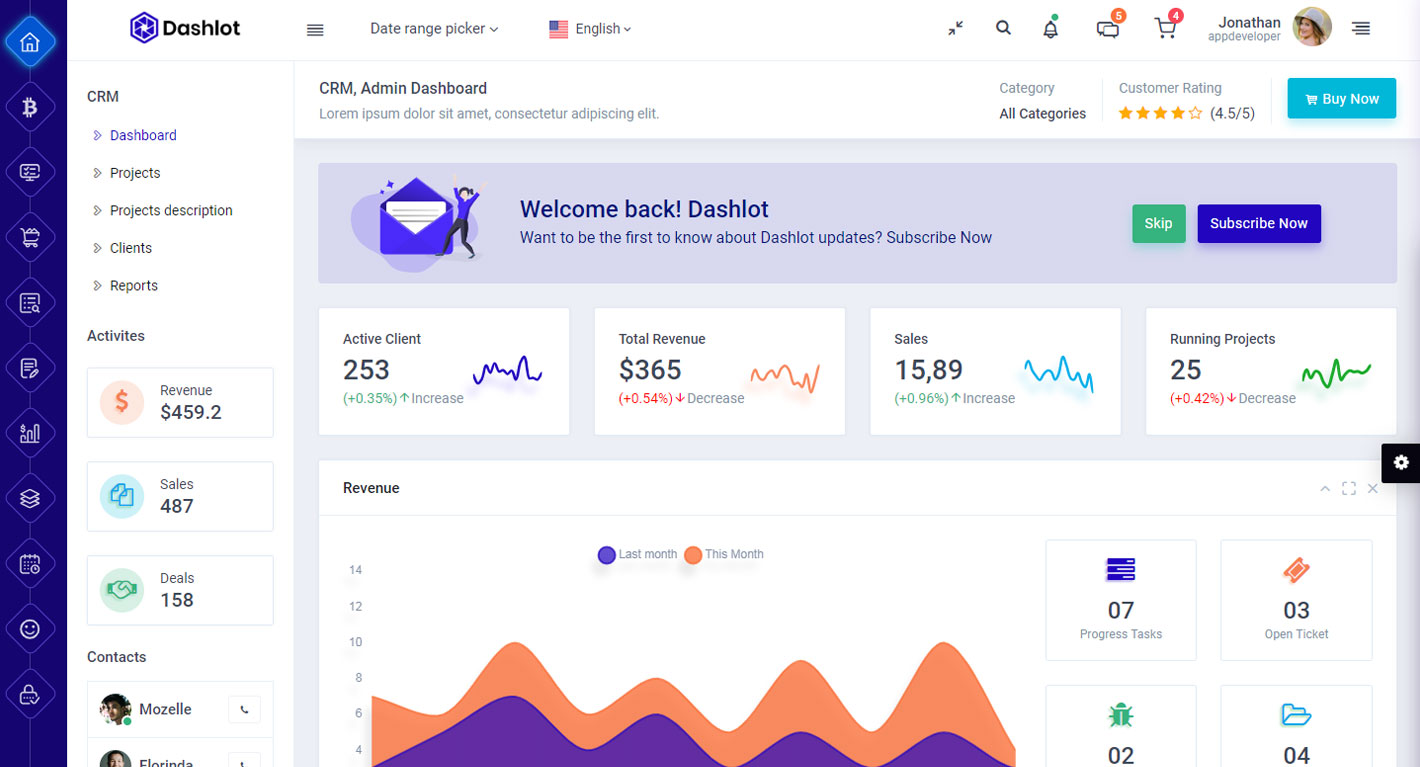 Dashlot
Date range picker
English
5
4
Jonathan
appdeveloper
CRM
Dashboard
Projects
Projects description
Clients
Reports
Activites
Revenue
$459.2
Sales
487
Deals
158
Contacts
Mozelle
Florinda
CRM, Admin Dashboard
Lorem ipsum dolor sit amet, consectetur adipiscing elit.
Category
All Categories
Customer Rating
(4.5/5)
Buy Now
Welcome back! Dashlot
Want to be the first to know about Dashlot updates? Subscribe Now
Skip
Subscribe Now
Active Client
253
(+0.35%) Increase
Total Revenue
$365
(+0.54%) Decrease
Sales
15,89
(+0.96%) Increase
Running Projects
25
(+0.42%) Decrease
Revenue
Last month This Month
14
12
10
8
6
4
07
Progress Tasks
03
Open Ticket
02
04